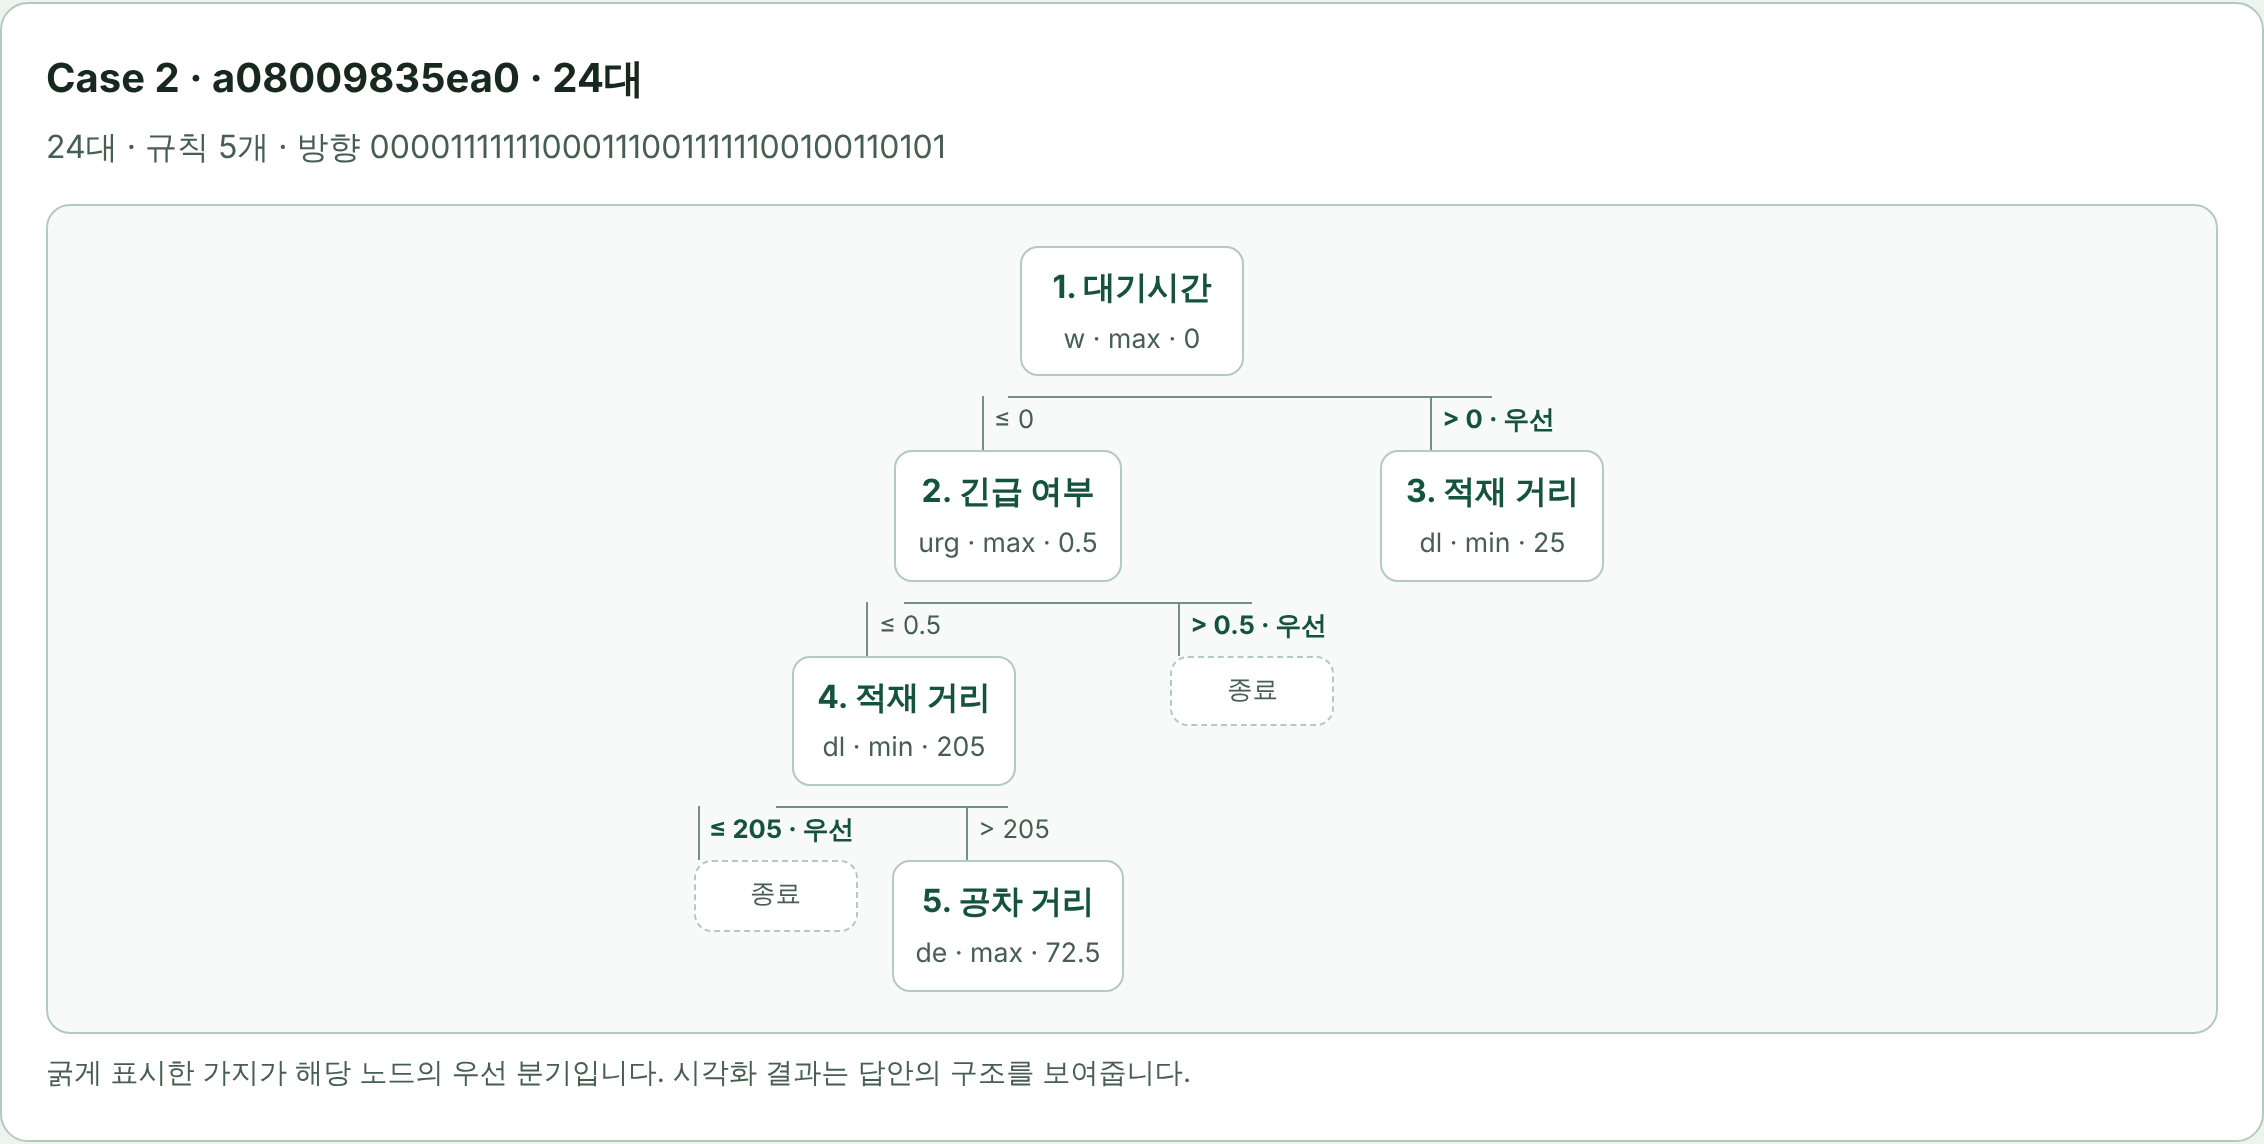 Case 2 · a08009835ea0 · 24대
24대 · 규칙 5개 · 방향 00001111111000111001111110010011​0101
1. 대기시간
w · max · 0
≤ 0
> 0 · 우선
2. 긴급 여부
urg · max · 0.5
3. 적재 거리
dl · min · 25
≤ 0.5
> 0.5 · 우선
4. 적재 거리
dl · min · 205
종료
≤ 205 · 우선
> 205
종료
5. 공차 거리
de · max · 72.5
굵게 표시한 가지가 해당 노드의 우선 분기입니다. 시각화 결과는 답안의 구조를 보여줍니다.